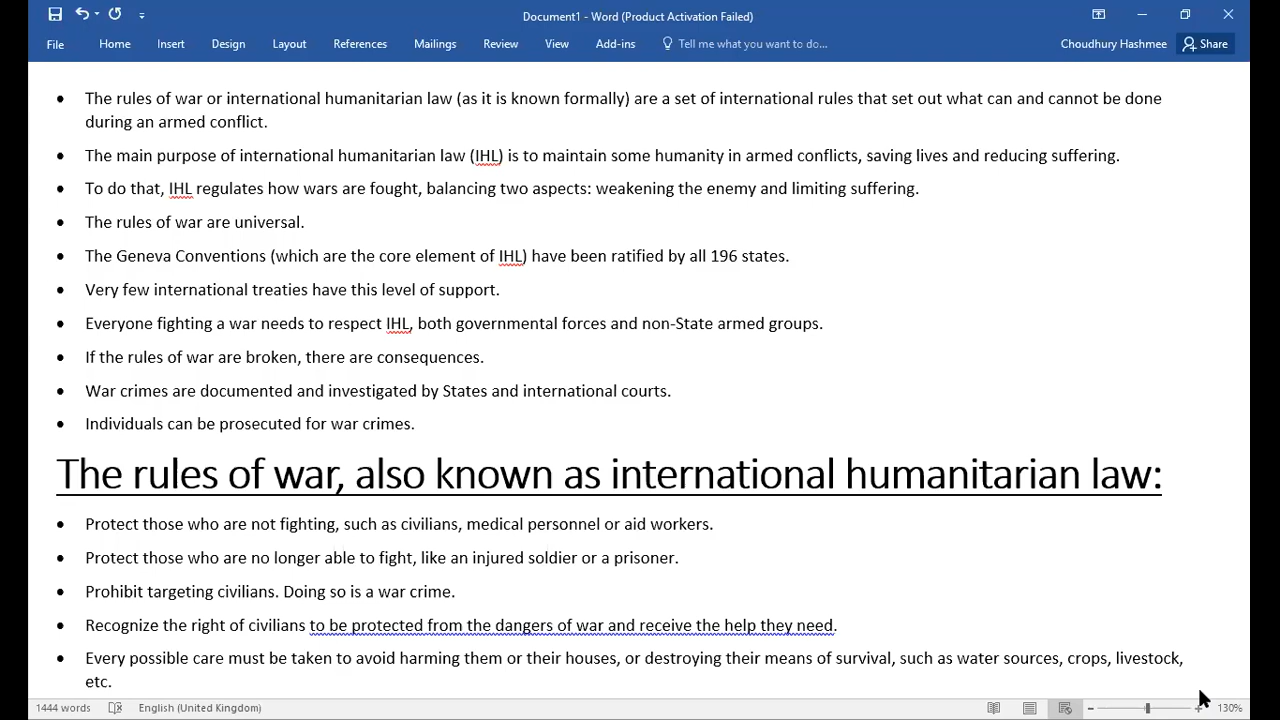 Document1 - Word (Product Activation Failed)
File Home Insert Design Layout References Mailings Review View Add-ins Tell me what you want to do... Choudhury Hashmee Share
• The rules of war or international humanitarian law (as it is known formally) are a set of international rules that set out what can and cannot be done
during an armed conflict.
• The main purpose of international humanitarian law (IHL) is to maintain some humanity in armed conflicts, saving lives and reducing suffering.
• To do that, IHL regulates how wars are fought, balancing two aspects: weakening the enemy and limiting suffering.
• The rules of war are universal.
• The Geneva Conventions (which are the core element of IHL) have been ratified by all 196 states.
• Very few international treaties have this level of support.
• Everyone fighting a war needs to respect IHL, both governmental forces and non-State armed groups.
• If the rules of war are broken, there are consequences.
• War crimes are documented and investigated by States and international courts.
• Individuals can be prosecuted for war crimes.
The rules of war, also known as international humanitarian law:
• Protect those who are not fighting, such as civilians, medical personnel or aid workers.
• Protect those who are no longer able to fight, like an injured soldier or a prisoner.
• Prohibit targeting civilians. Doing so is a war crime.
• Recognize the right of civilians to be protected from the dangers of war and receive the help they need.
• Every possible care must be taken to avoid harming them or their houses, or destroying their means of survival, such as water sources, crops, livestock,
etc.
1444 words English (United Kingdom) 130%